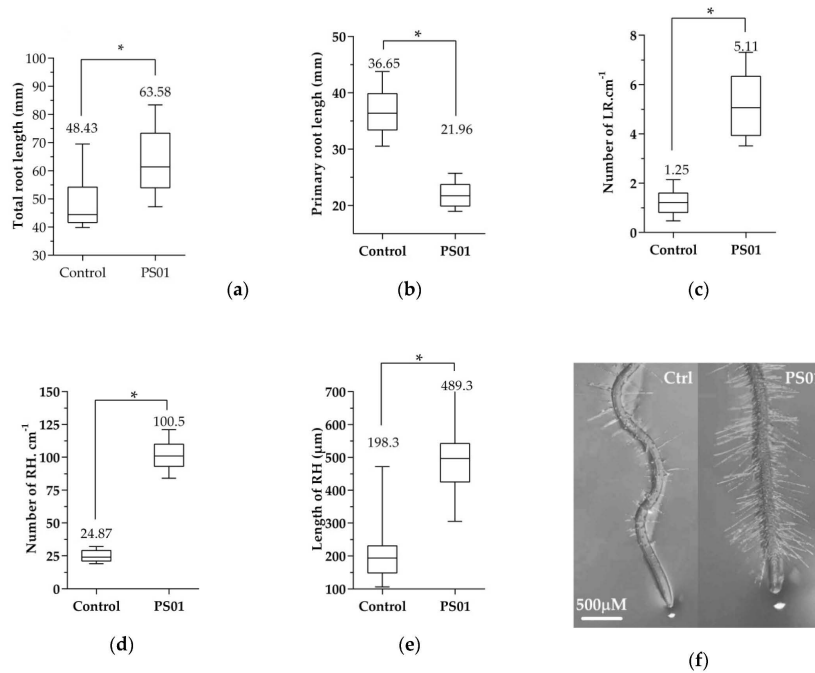 *
100
90
80
70
60
50
40
30
Total root length (mm)
48.43
63.58
Control
PS01
(a)
*
50
40
30
20
Primary root lengh (mm)
36.65
21.96
Control
PS01
(b)
*
8
6
4
2
0
Number of LR.cm-1
1.25
5.11
Control
PS01
(c)
*
150
125
100
75
50
25
0
Number of RH. cm-1
24.87
100.5
Control
PS01
(d)
*
700
600
500
400
300
200
100
Length of RH (μm)
198.3
489.3
Control
PS01
(e)
Ctrl
PS01
500μM
(f)